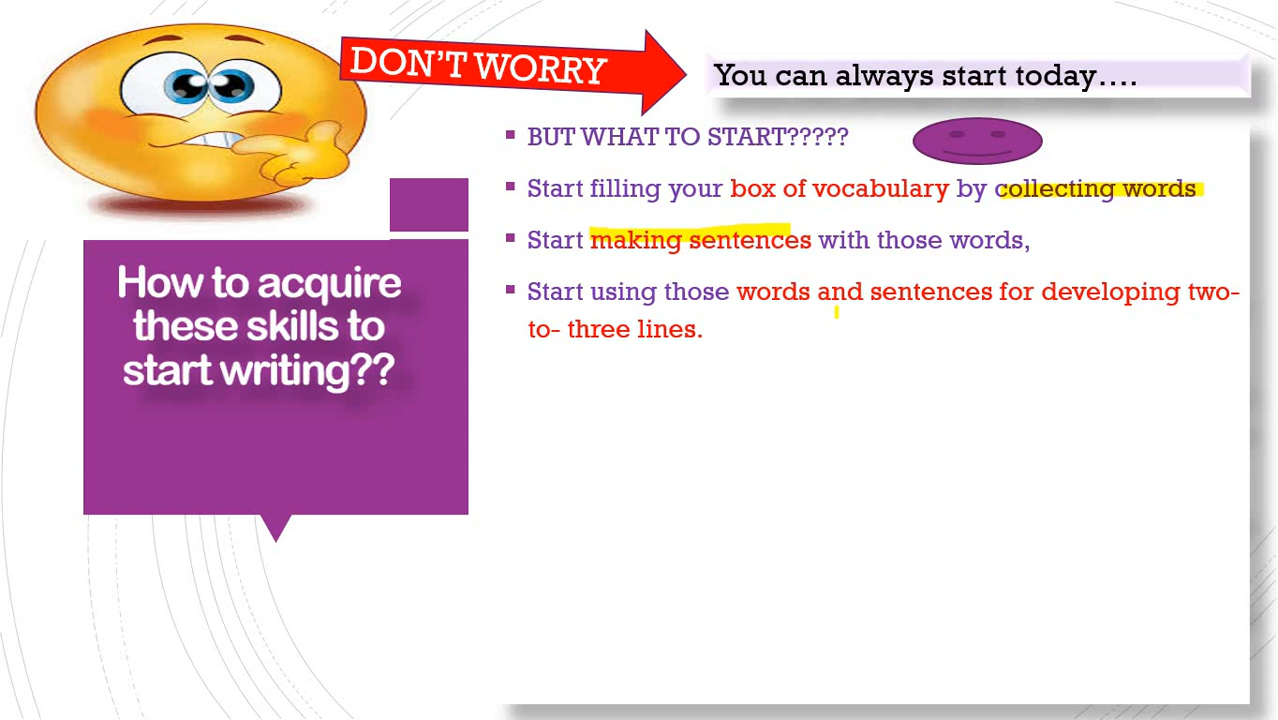 DON'T WORRY
You can always start today....
How to acquire
these skills to
start writing??
▪ BUT WHAT TO START?????
▪ Start filling your box of vocabulary by collecting words
▪ Start making sentences with those words,
▪ Start using those words and sentences for developing two-
to- three lines.